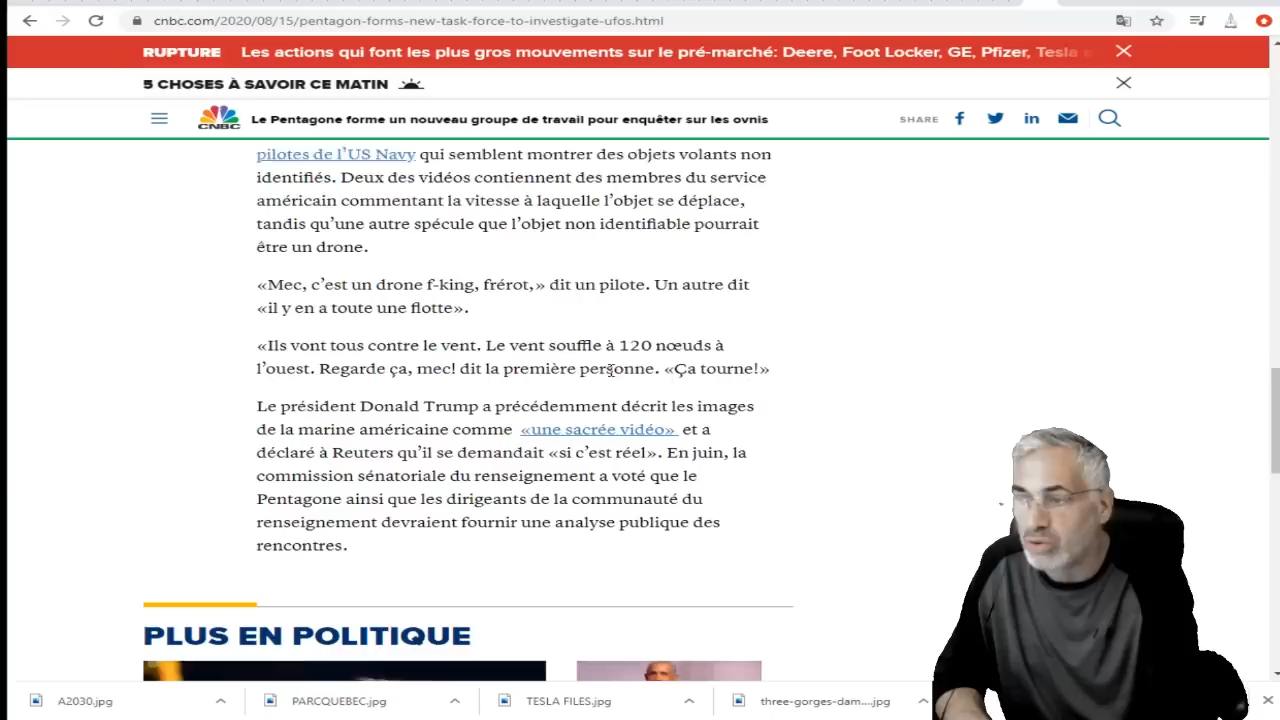 cnbc.com/2020/08/15/pentagon-forms-new-task-force-to-investigate-ufos.html
RUPTURE Les actions qui font les plus gros mouvements sur le pré-marché: Deere, Foot Locker, GE, Pfizer, Tesla
5 CHOSES À SAVOIR CE MATIN
CNBC Le Pentagone forme un nouveau groupe de travail pour enquêter sur les ovnis SHARE
pilotes de l'US Navy qui semblent montrer des objets volants non
identifiés. Deux des vidéos contiennent des membres du service
américain commentant la vitesse à laquelle l'objet se déplace,
tandis qu'une autre spécule que l'objet non identifiable pourrait
être un drone.
«Mec, c'est un drone f-king, frérot,» dit un pilote. Un autre dit
«il y en a toute une flotte».
«Ils vont tous contre le vent. Le vent souffle à 120 nœuds à
l'ouest. Regarde ça, mec! dit la première personne. «Ça tourne!»
Le président Donald Trump a précédemment décrit les images
de la marine américaine comme «une sacrée vidéo» et a
déclaré à Reuters qu'il se demandait «si c'est réel». En juin, la
commission sénatoriale du renseignement a voté que le
Pentagone ainsi que les dirigeants de la communauté du
renseignement devraient fournir une analyse publique des
rencontres.
PLUS EN POLITIQUE
A2030.jpg PARCQUEBEC.jpg TESLA FILES.jpg three-gorges-dam....jpg